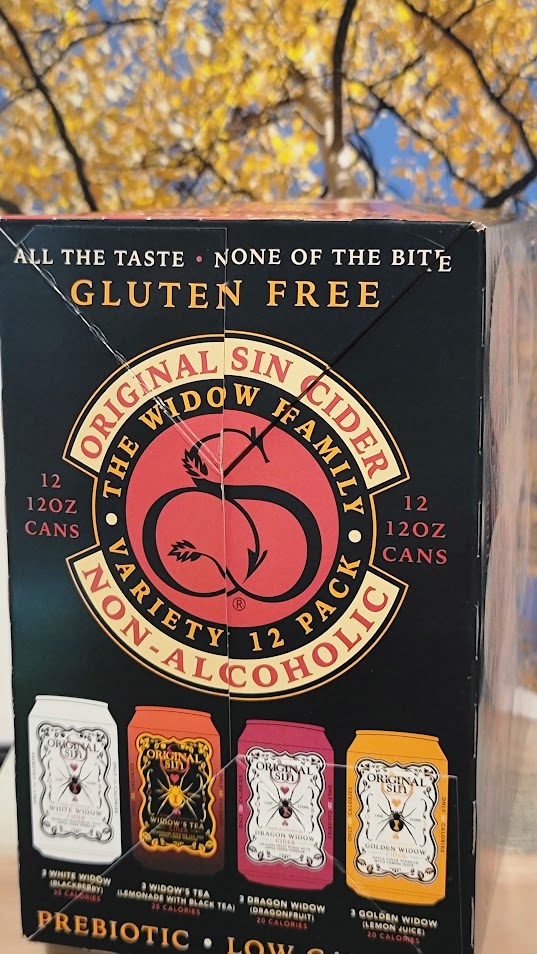 ALL THE TASTE • NONE OF THE BITE
GLUTEN FREE
ORIGINAL SIN CIDER
THE WIDOW FAMILY
12
12OZ
CANS
12
12OZ
CANS
®
VARIETY 12 PACK
NON-ALCOHOLIC
ORIGINAL
SIN
WHITE WIDOW
CIDER
ORIGINAL
SIN
WIDOW'S TEA
ORIGINAL
SIN
DRAGON WIDOW
CIDER
ORIGINAL
SIN
GOLDEN WIDOW
3 WHITE WIDOW
(BLACKBERRY)
25 CALORIES
3 WIDOW'S TEA
(LEMONADE WITH BLACK TEA)
25 CALORIES
3 DRAGON WIDOW
(DRAGONFRUIT)
20 CALORIES
3 GOLDEN WIDOW
(LEMON JUICE)
20 CALORIES
PREBIOTIC • LOW